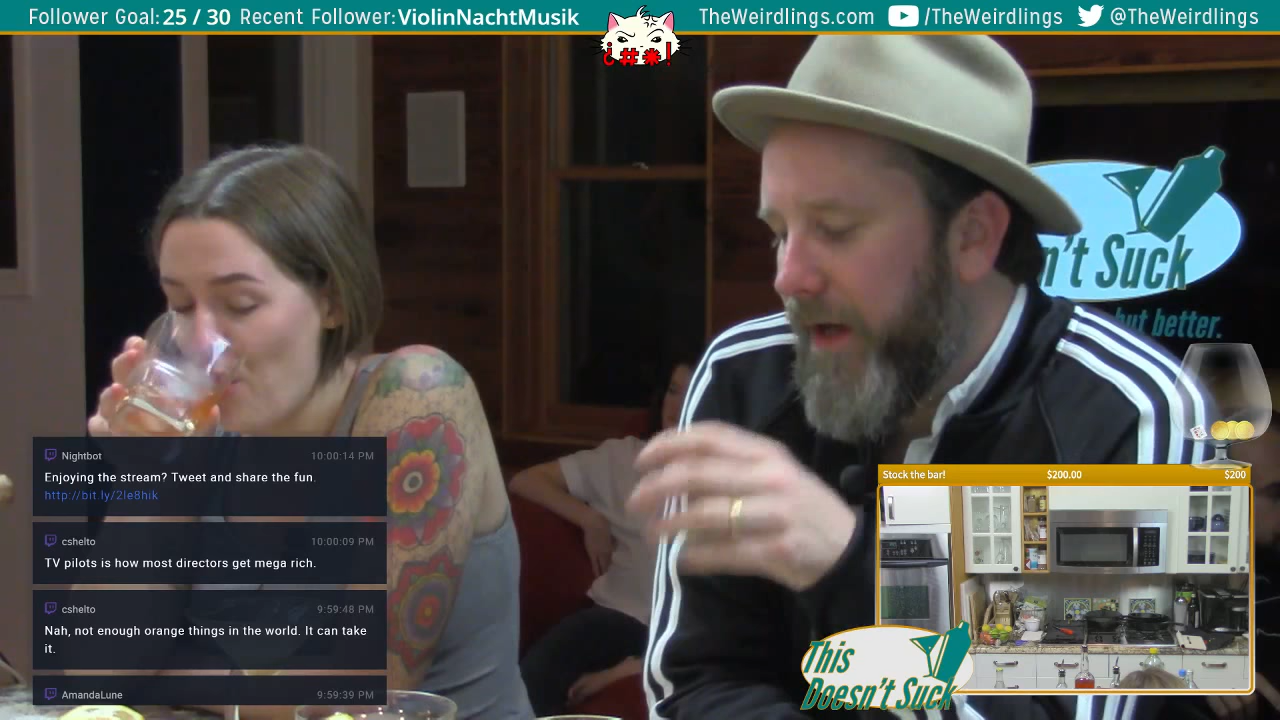 Follower Goal: 25 / 30 Recent Follower: ViolinNachtMusik
¿#*!
TheWeirdlings.com /TheWeirdlings @TheWeirdlings
n't Suck
but better.
Nightbot 10:00:14 PM
Enjoying the stream? Tweet and share the fun.
http://bit.ly/2Ie8hik
cshelto 10:00:09 PM
TV pilots is how most directors get mega rich.
cshelto 9:59:48 PM
Nah, not enough orange things in the world. It can take
it.
AmandaLune 9:59:39 PM
Stock the bar! $200.00 $200
This
Doesn't Suck